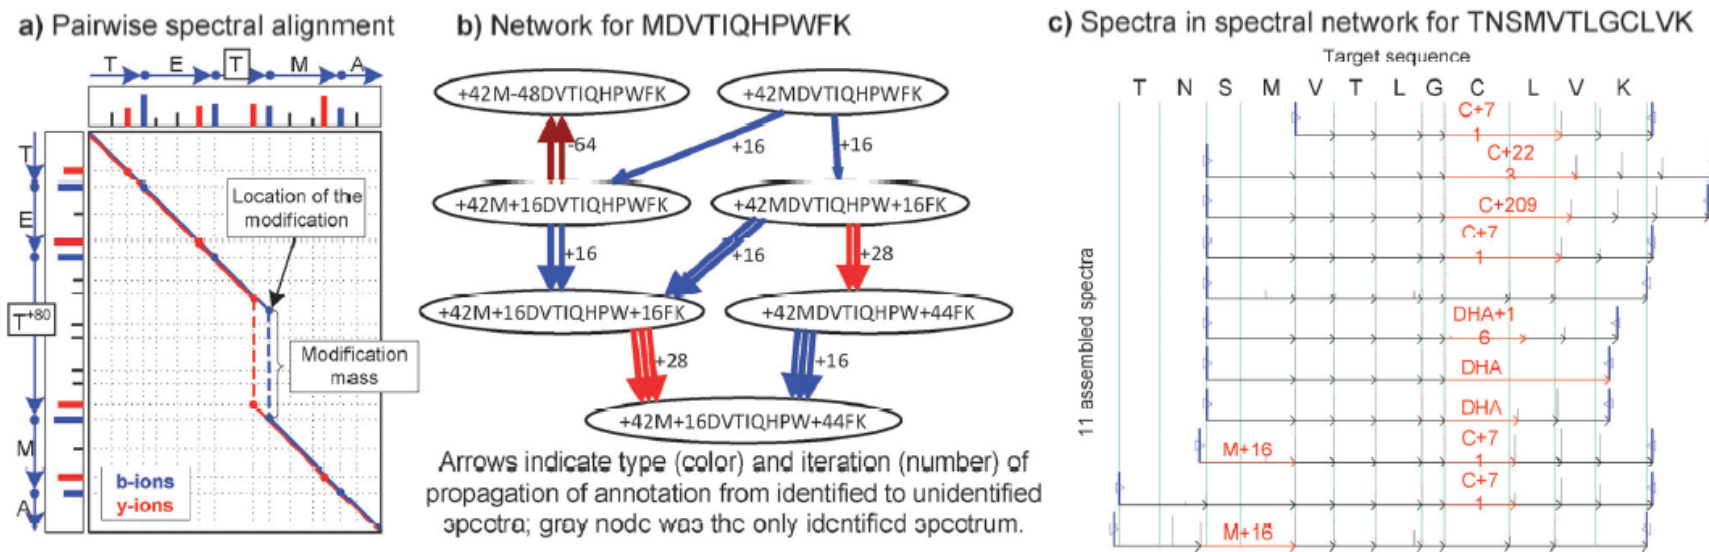 a) Pairwise spectral alignment
T E T M A
T
E
T+80
M
A
Location of the
modification
Modification
mass
b-ions
y-ions
b) Network for MDVTIQHPWFK
+42M-48DVTIQHPWFK
+42MDVTIQHPWFK
-64
+16
+16
+42M+16DVTIQHPWFK
+42MDVTIQHPW+16FK
+16
+16
+28
+42M+16DVTIQHPW+16FK
+42MDVTIQHPW+44FK
+28
+16
+42M+16DVTIQHPW+44FK
Arrows indicate type (color) and iteration (number) of
propagation of annotation from identified to unidentified
spectra; gray node was the only identified spectrum.
c) Spectra in spectral network for TNSMVTLGCLVK
Target sequence
T N S M V T L G C L V K
11 assembled spectra
C+7
1
C+22
3
C+209
C+7
1
DHA+1
6
DHA
DHA
M+16
C+7
1
C+7
1
M+16